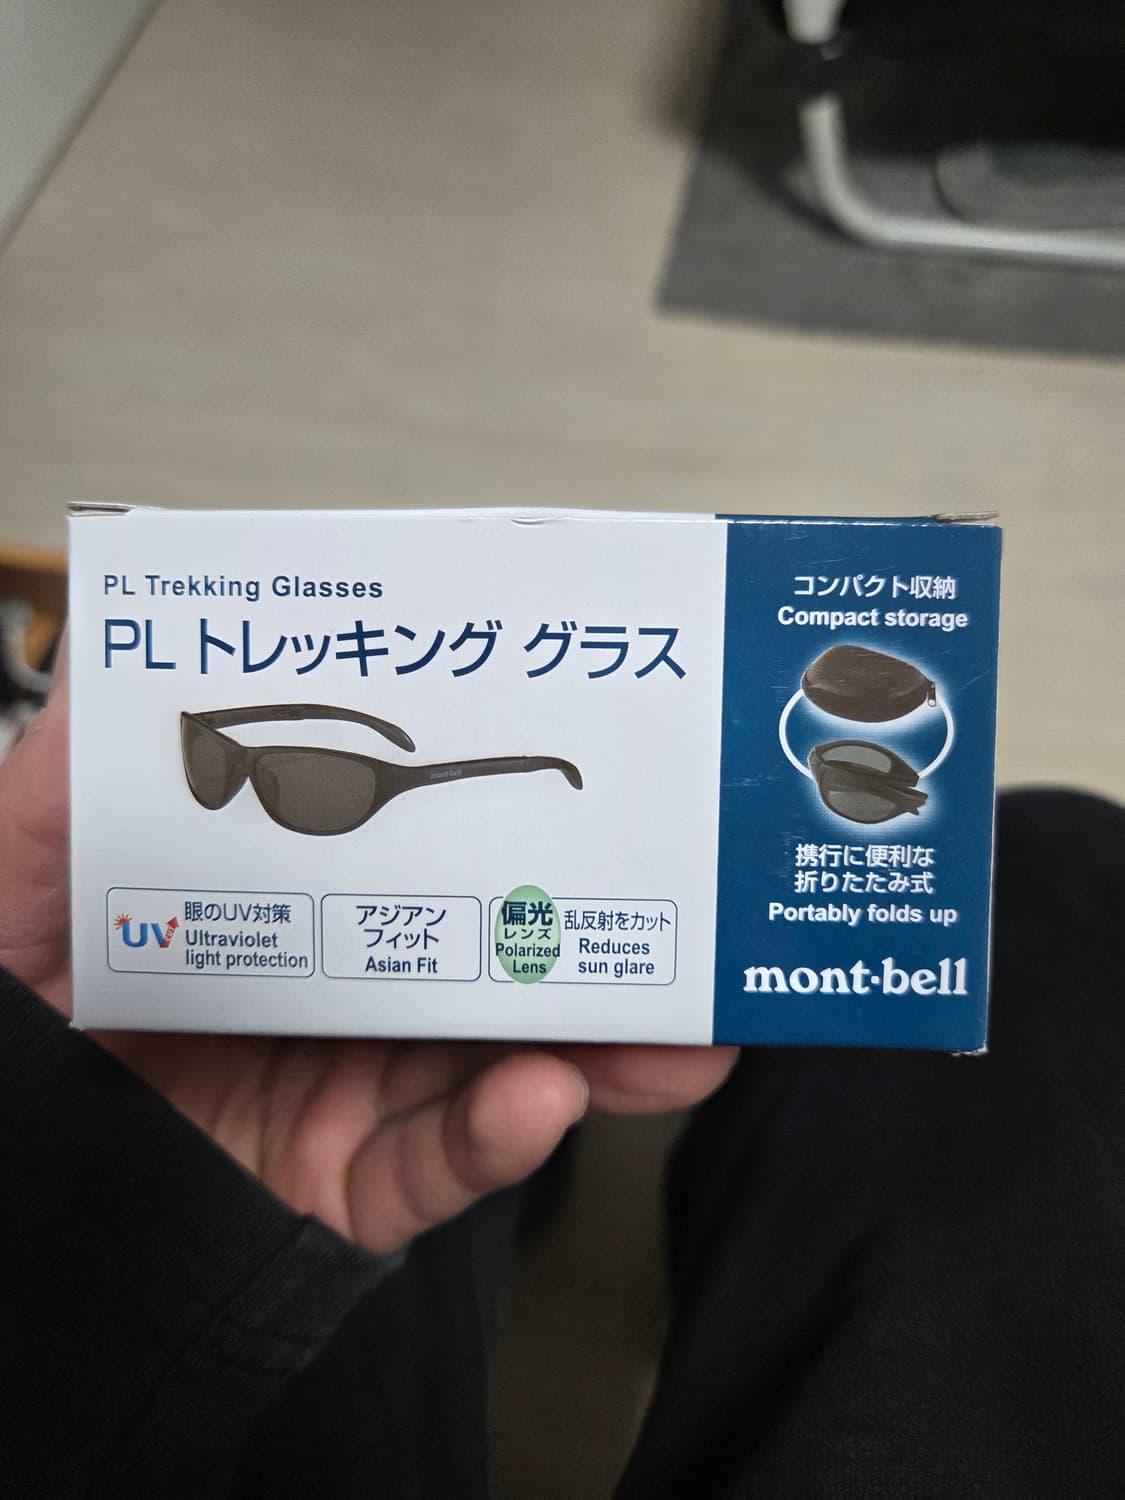 PL Trekking Glasses
PL トレッキング グラス
mont-bell
UV
眼のUV対策
Ultraviolet
light protection
アジアン
フィット
Asian Fit
偏光
レンズ
Polarized
Lens
乱反射をカット
Reduces
sun glare
コンパクト収納
Compact storage
携行に便利な
折りたたみ式
Portably folds up
mont·bell